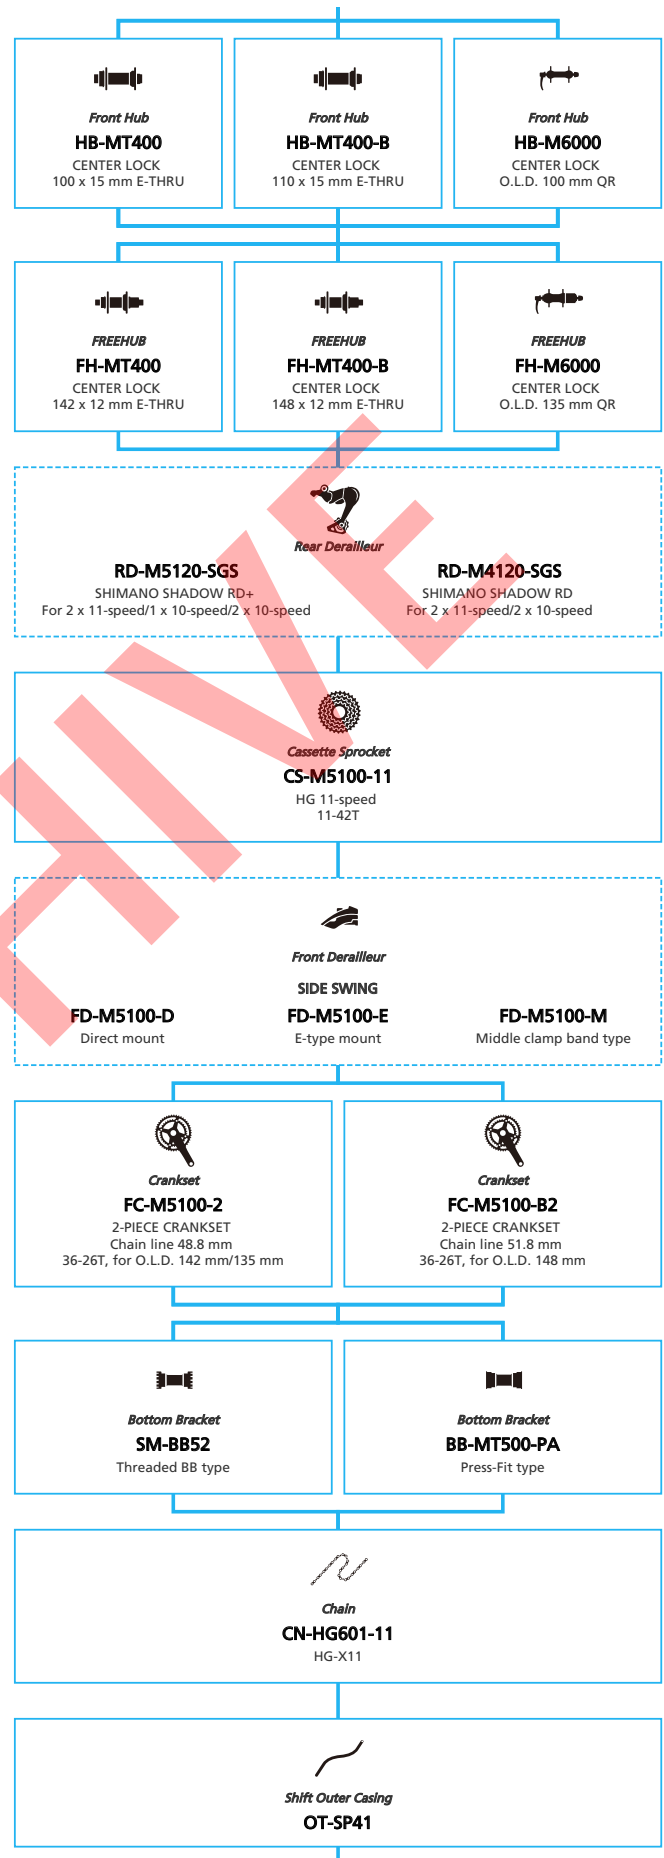 Front Hub
HB-MT400
CENTER LOCK
100 x 15 mm E-THRU
Front Hub
HB-MT400-B
CENTER LOCK
110 x 15 mm E-THRU
Front Hub
HB-M6000
CENTER LOCK
O.L.D. 100 mm QR
FREEHUB
FH-MT400
CENTER LOCK
142 x 12 mm E-THRU
FREEHUB
FH-MT400-B
CENTER LOCK
148 x 12 mm E-THRU
FREEHUB
FH-M6000
CENTER LOCK
O.L.D. 135 mm QR
Rear Derailleur
RD-M5120-SGS
SHIMANO SHADOW RD+
For 2 x 11-speed/1 x 10-speed/2 x 10-speed
RD-M4120-SGS
SHIMANO SHADOW RD
For 2 x 11-speed/2 x 10-speed
Cassette Sprocket
CS-M5100-11
HG 11-speed
11-42T
Front Derailleur
SIDE SWING
FD-M5100-D
Direct mount
FD-M5100-E
E-type mount
FD-M5100-M
Middle clamp band type
Crankset
FC-M5100-2
2-PIECE CRANKSET
Chain line 48.8 mm
36-26T, for O.L.D. 142 mm/135 mm
Crankset
FC-M5100-B2
2-PIECE CRANKSET
Chain line 51.8 mm
36-26T, for O.L.D. 148 mm
Bottom Bracket
SM-BB52
Threaded BB type
Bottom Bracket
BB-MT500-PA
Press-Fit type
Chain
CN-HG601-11
HG-X11
Shift Outer Casing
OT-SP41
HIVE